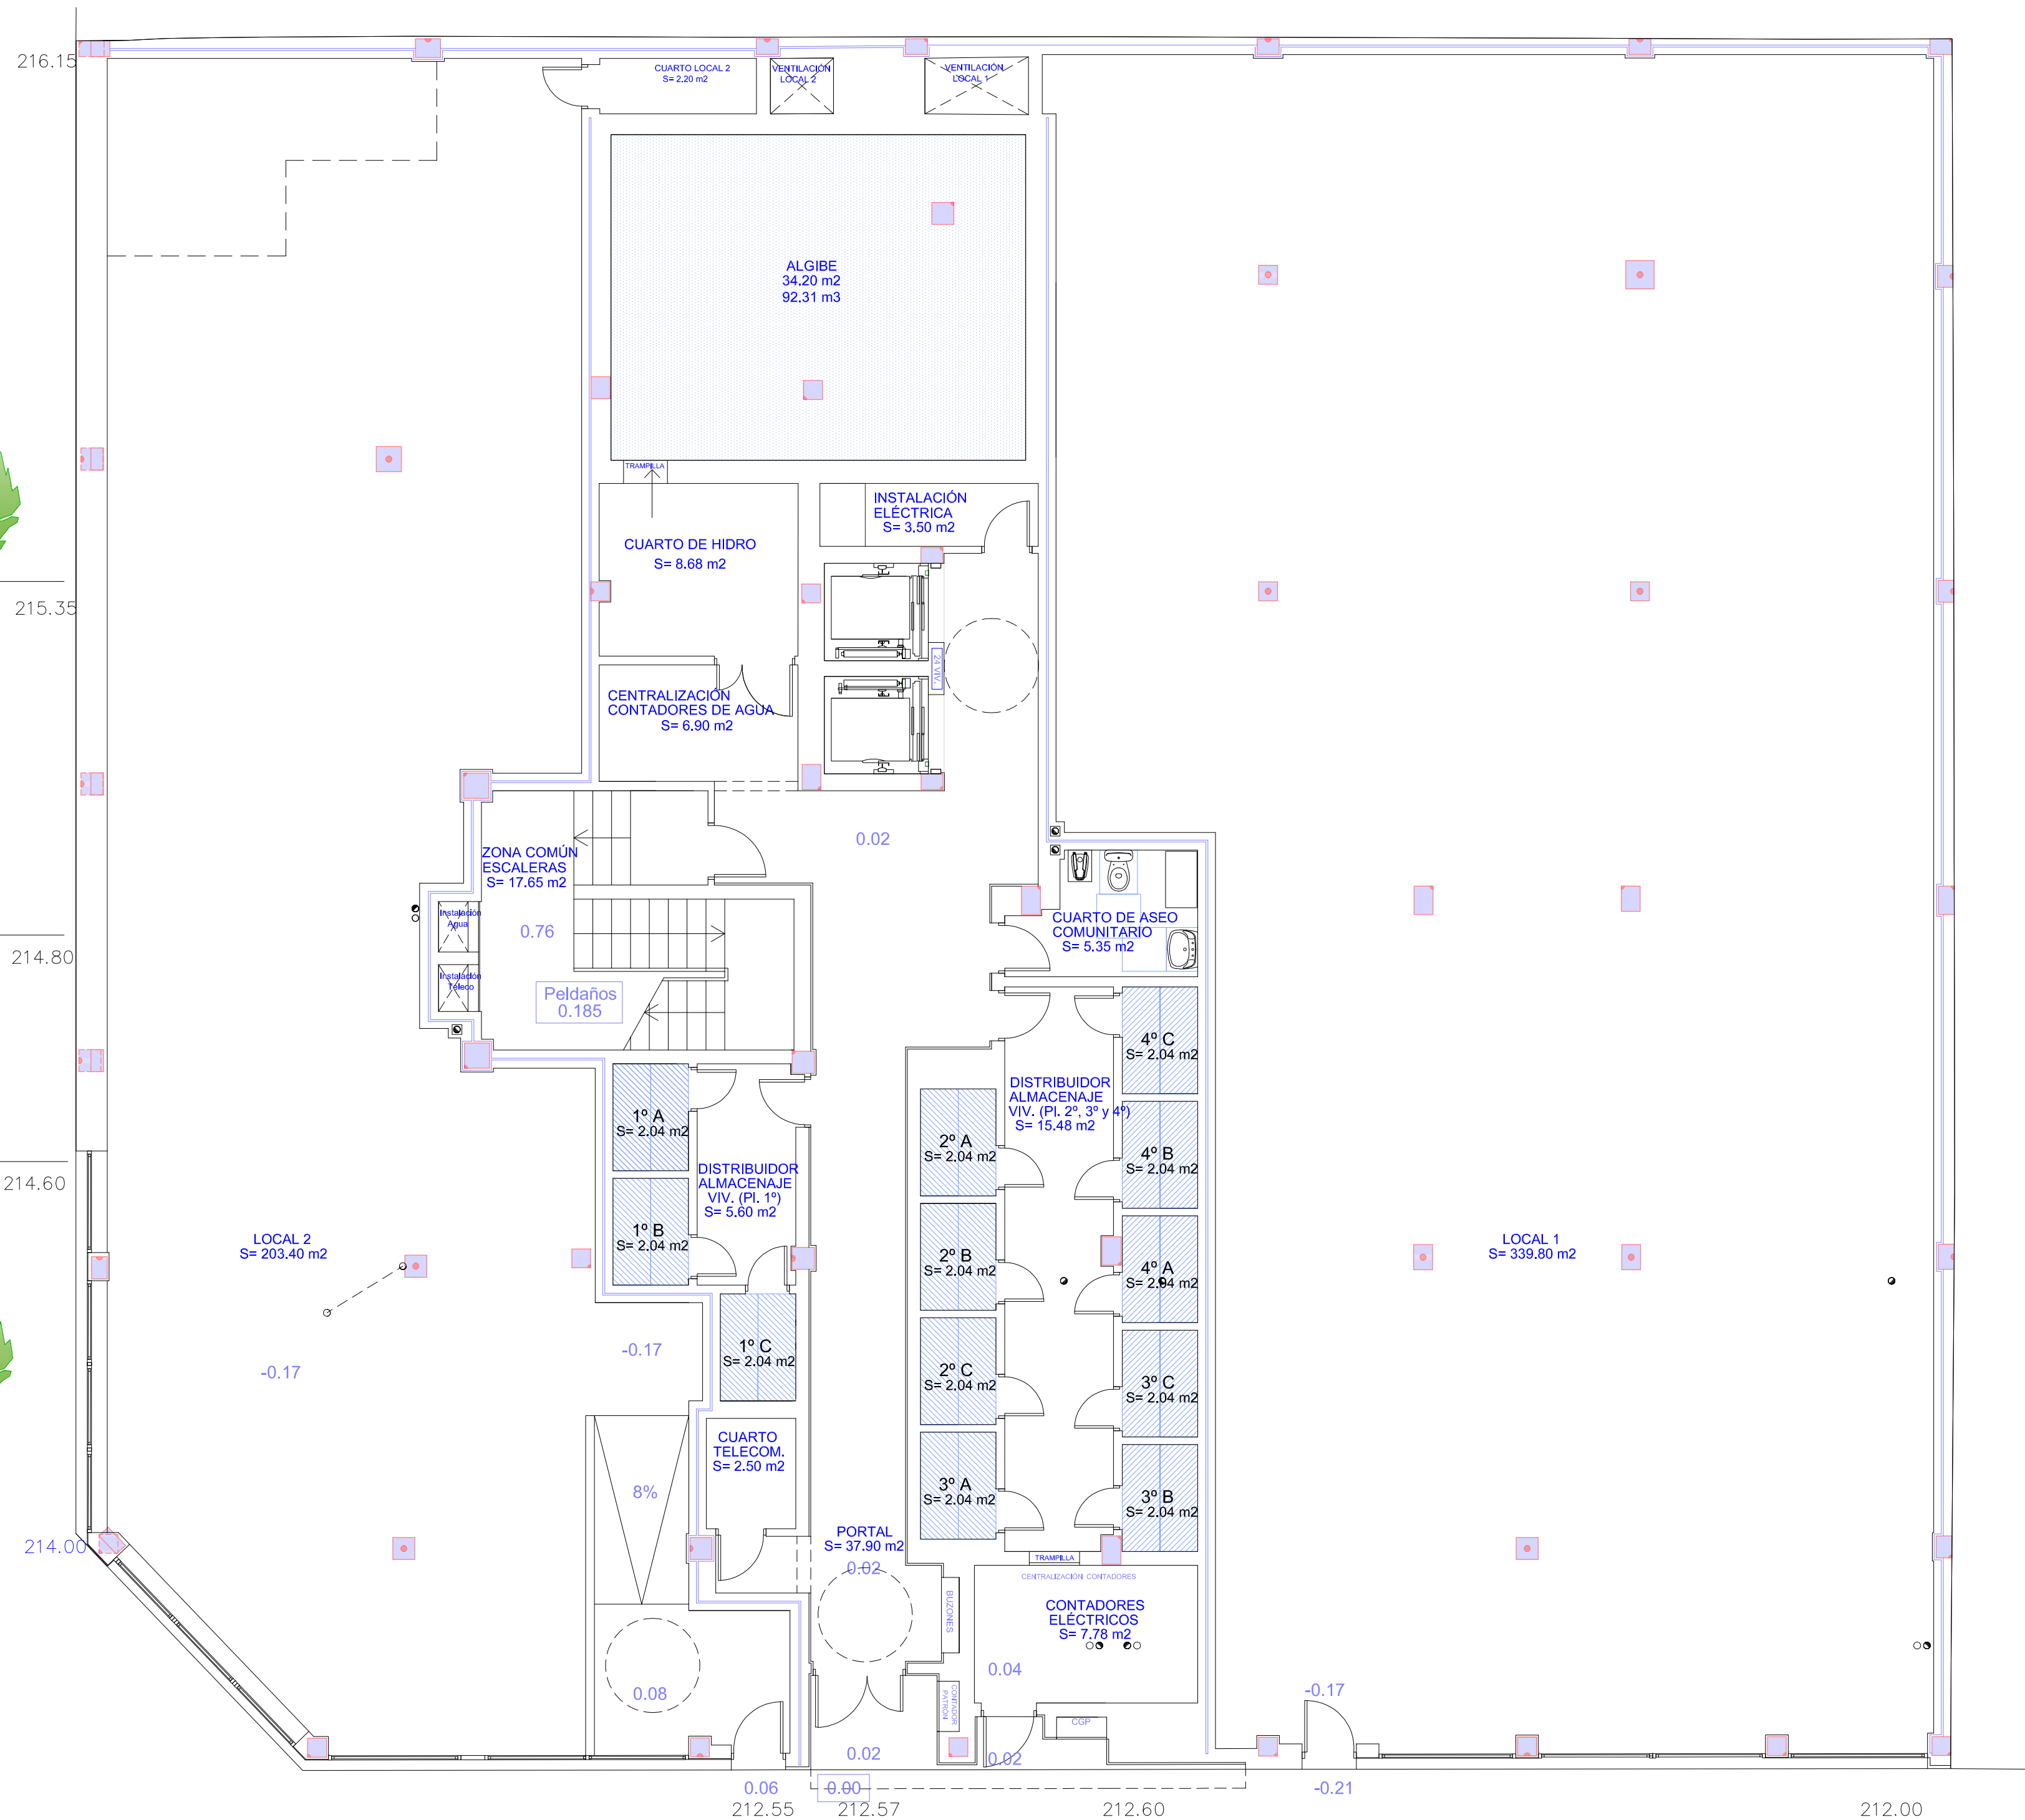 216.15
CUARTO LOCAL 2
S= 2.20 m2
VENTILACIÓN
LOCAL 2
VENTILACIÓN
LOCAL 1
ALGIBE
34.20 m2
92.31 m3
TRAMPILLA
INSTALACIÓN
ELÉCTRICA
S= 3.50 m2
CUARTO DE HIDRO
S= 8.68 m2
215.35
24 VIV.
CENTRALIZACIÓN
CONTADORES DE AGUA
S= 6.90 m2
0.02
ZONA COMÚN
ESCALERAS
S= 17.65 m2
Instalación
Agua
0.76
CUARTO DE ASEO
COMUNITARIO
S= 5.35 m2
214.80
Instalación
Teleco
Peldaños
0.185
4º C
S= 2.04 m2
DISTRIBUIDOR
ALMACENAJE
VIV. (Pl. 2º, 3º y 4º)
S= 15.48 m2
1º A
S= 2.04 m2
2º A
S= 2.04 m2
4º B
S= 2.04 m2
214.60
DISTRIBUIDOR
ALMACENAJE
VIV. (Pl. 1º)
S= 5.60 m2
1º B
S= 2.04 m2
LOCAL 2
S= 203.40 m2
2º B
S= 2.04 m2
4º A
S= 2.04 m2
LOCAL 1
S= 339.80 m2
-0.17
-0.17
1º C
S= 2.04 m2
2º C
S= 2.04 m2
3º C
S= 2.04 m2
CUARTO
TELECOM.
S= 2.50 m2
8%
3º A
S= 2.04 m2
3º B
S= 2.04 m2
214.00
PORTAL
S= 37.90 m2
0.02
TRAMPILLA
CENTRALIZACIÓN CONTADORES
BUZONES
CONTADORES
ELÉCTRICOS
S= 7.78 m2
0.04
0.08
CONTADOR
PATRÓN
CGP
-0.17
0.02
0.02
0.06
-0.00
-0.21
212.55
212.57
212.60
212.00